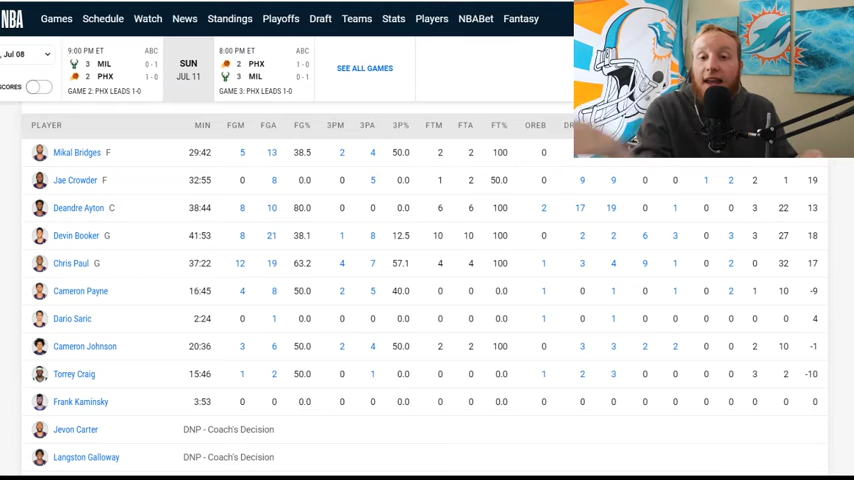 NBA Games Schedule Watch News Standings Playoffs Draft Teams Stats Players NBABet Fantasy
, Jul 08
SCORES
9:00 PM ET ABC
3 MIL 0 - 1
2 PHX 1 - 0
GAME 2: PHX LEADS 1-0
SUN
JUL 11
8:00 PM ET ABC
2 PHX 1 - 0
3 MIL 0 - 1
GAME 3: PHX LEADS 1-0
SEE ALL GAMES
PLAYER MIN FGM FGA FG% 3PM 3PA 3P% FTM FTA FT% OREB DR
Mikal Bridges F 29:42 5 13 38.5 2 4 50.0 2 2 100 0
Jae Crowder F 32:55 0 8 0.0 0 5 0.0 1 2 50.0 0 9 9 0 0 1 2 2 1 19
Deandre Ayton C 38:44 8 10 80.0 0 0 0.0 6 6 100 2 17 19 0 1 0 0 3 22 13
Devin Booker G 41:53 8 21 38.1 1 8 12.5 10 10 100 0 2 2 6 3 0 3 3 27 18
Chris Paul G 37:22 12 19 63.2 4 7 57.1 4 4 100 1 3 4 9 1 0 2 0 32 17
Cameron Payne 16:45 4 8 50.0 2 5 40.0 0 0 0.0 1 0 1 0 1 0 2 1 10 -9
Dario Saric 2:24 0 1 0.0 0 0 0.0 0 0 0.0 1 0 1 0 0 0 0 0 0 4
Cameron Johnson 20:36 3 6 50.0 2 4 50.0 2 2 100 0 3 3 2 2 0 0 2 10 -1
Torrey Craig 15:46 1 2 50.0 0 1 0.0 0 0 0.0 1 2 3 0 0 0 0 3 2 -10
Frank Kaminsky 3:53 0 0 0.0 0 0 0.0 0 0 0.0 0 0 0 0 0 0 0 0 0 0
Jevon Carter DNP - Coach's Decision
Langston Galloway DNP - Coach's Decision